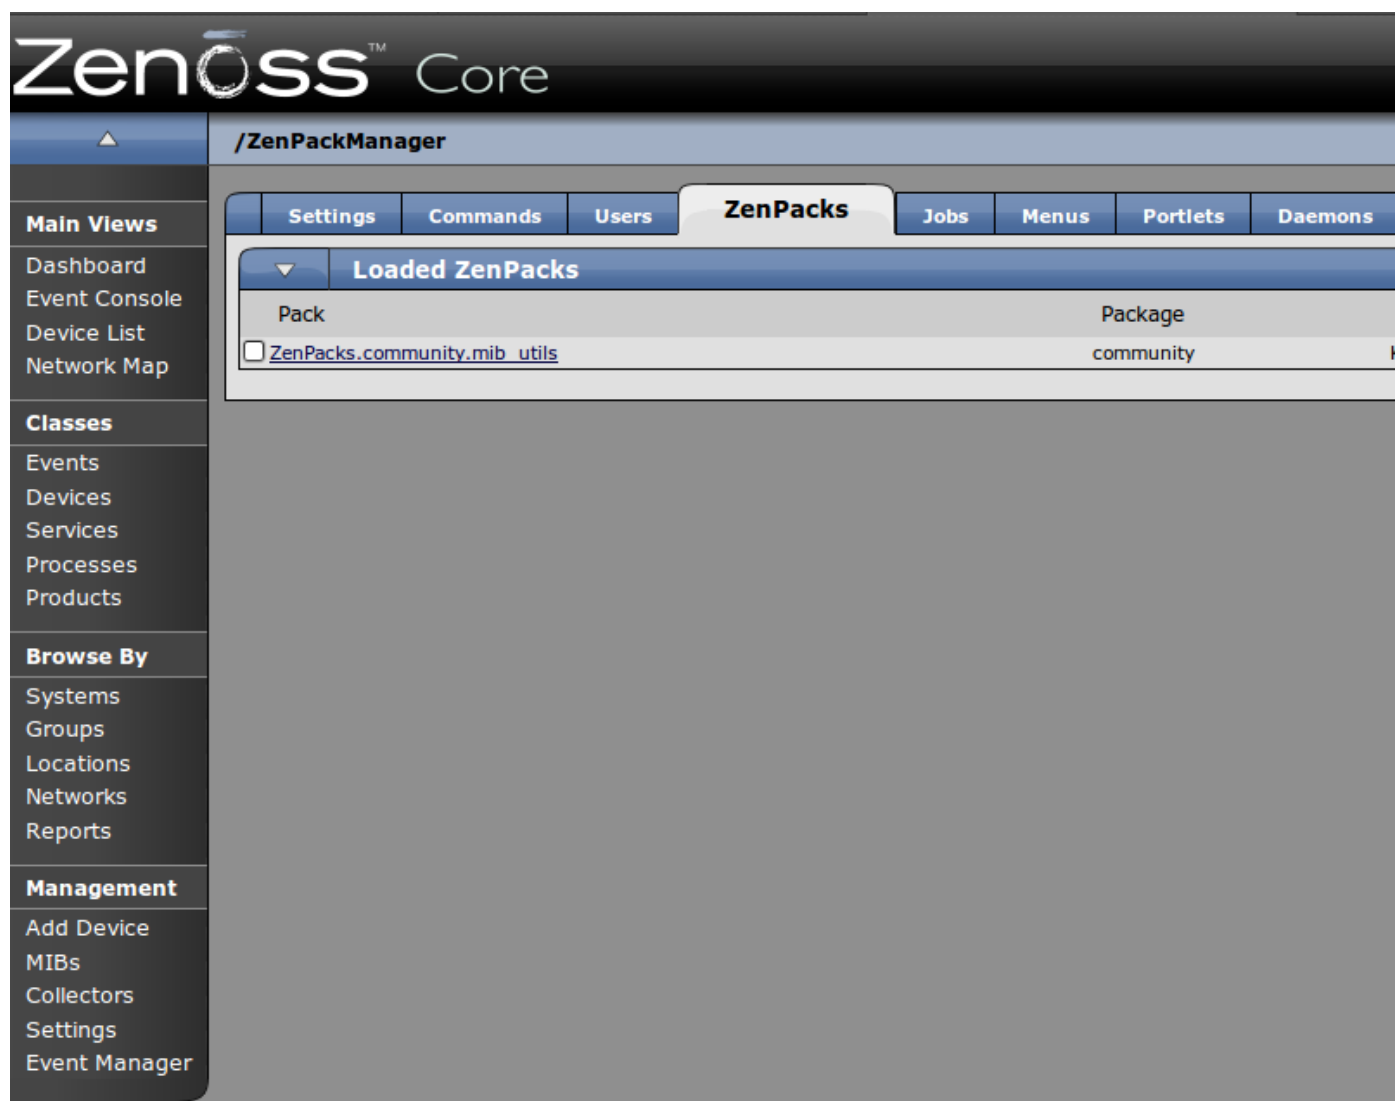 Zenōss™ Core
/ZenPackManager
Settings Commands Users ZenPacks Jobs Menus Portlets Daemons
Loaded ZenPacks
Pack Package
ZenPacks.community.mib_utils community
Main Views
Dashboard
Event Console
Device List
Network Map
Classes
Events
Devices
Services
Processes
Products
Browse By
Systems
Groups
Locations
Networks
Reports
Management
Add Device
MIBs
Collectors
Settings
Event Manager